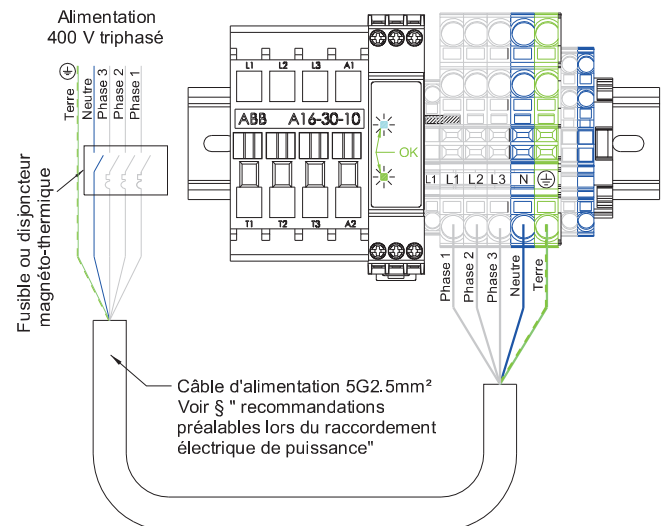 Alimentation
400 V triphasé
Terre
Neutre
Phase 3
Phase 2
Phase 1
Fusible ou disjoncteur
magnéto-thermique
L1 L2 L3 A1
ABB A16-30-10
T1 T2 T3 A2
OK
L1 L1 L2 L3 N
Phase 1
Phase 2
Phase 3
Neutre
Terre
Câble d'alimentation 5G2.5mm²
Voir § " recommandations
préalables lors du raccordement
électrique de puissance"